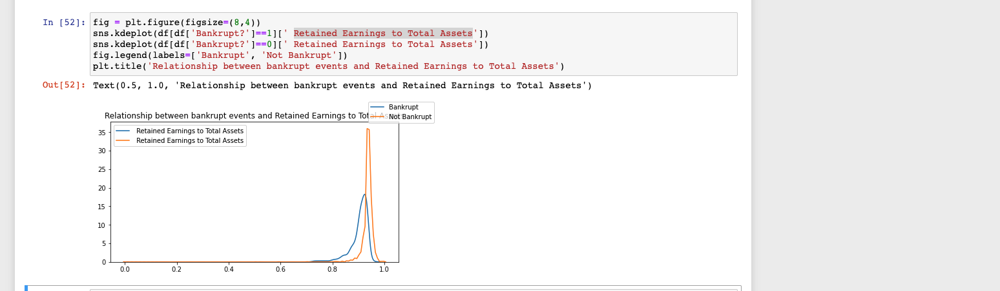 In [52]: fig = plt.figure(figsize=(8,4))
sns.kdeplot(df[df['Bankrupt?']==1][' Retained Earnings to Total Assets'])
sns.kdeplot(df[df['Bankrupt?']==0][' Retained Earnings to Total Assets'])
fig.legend(labels=['Bankrupt', 'Not Bankrupt'])
plt.title('Relationship between bankrupt events and Retained Earnings to Total Assets')
Out[52]: Text(0.5, 1.0, 'Relationship between bankrupt events and Retained Earnings to Total Assets')
Bankrupt
Not Bankrupt
Relationship between bankrupt events and Retained Earnings to Total Assets
Retained Earnings to Total Assets
Retained Earnings to Total Assets
35
30
25
20
15
10
5
0
0.0 0.2 0.4 0.6 0.8 1.0